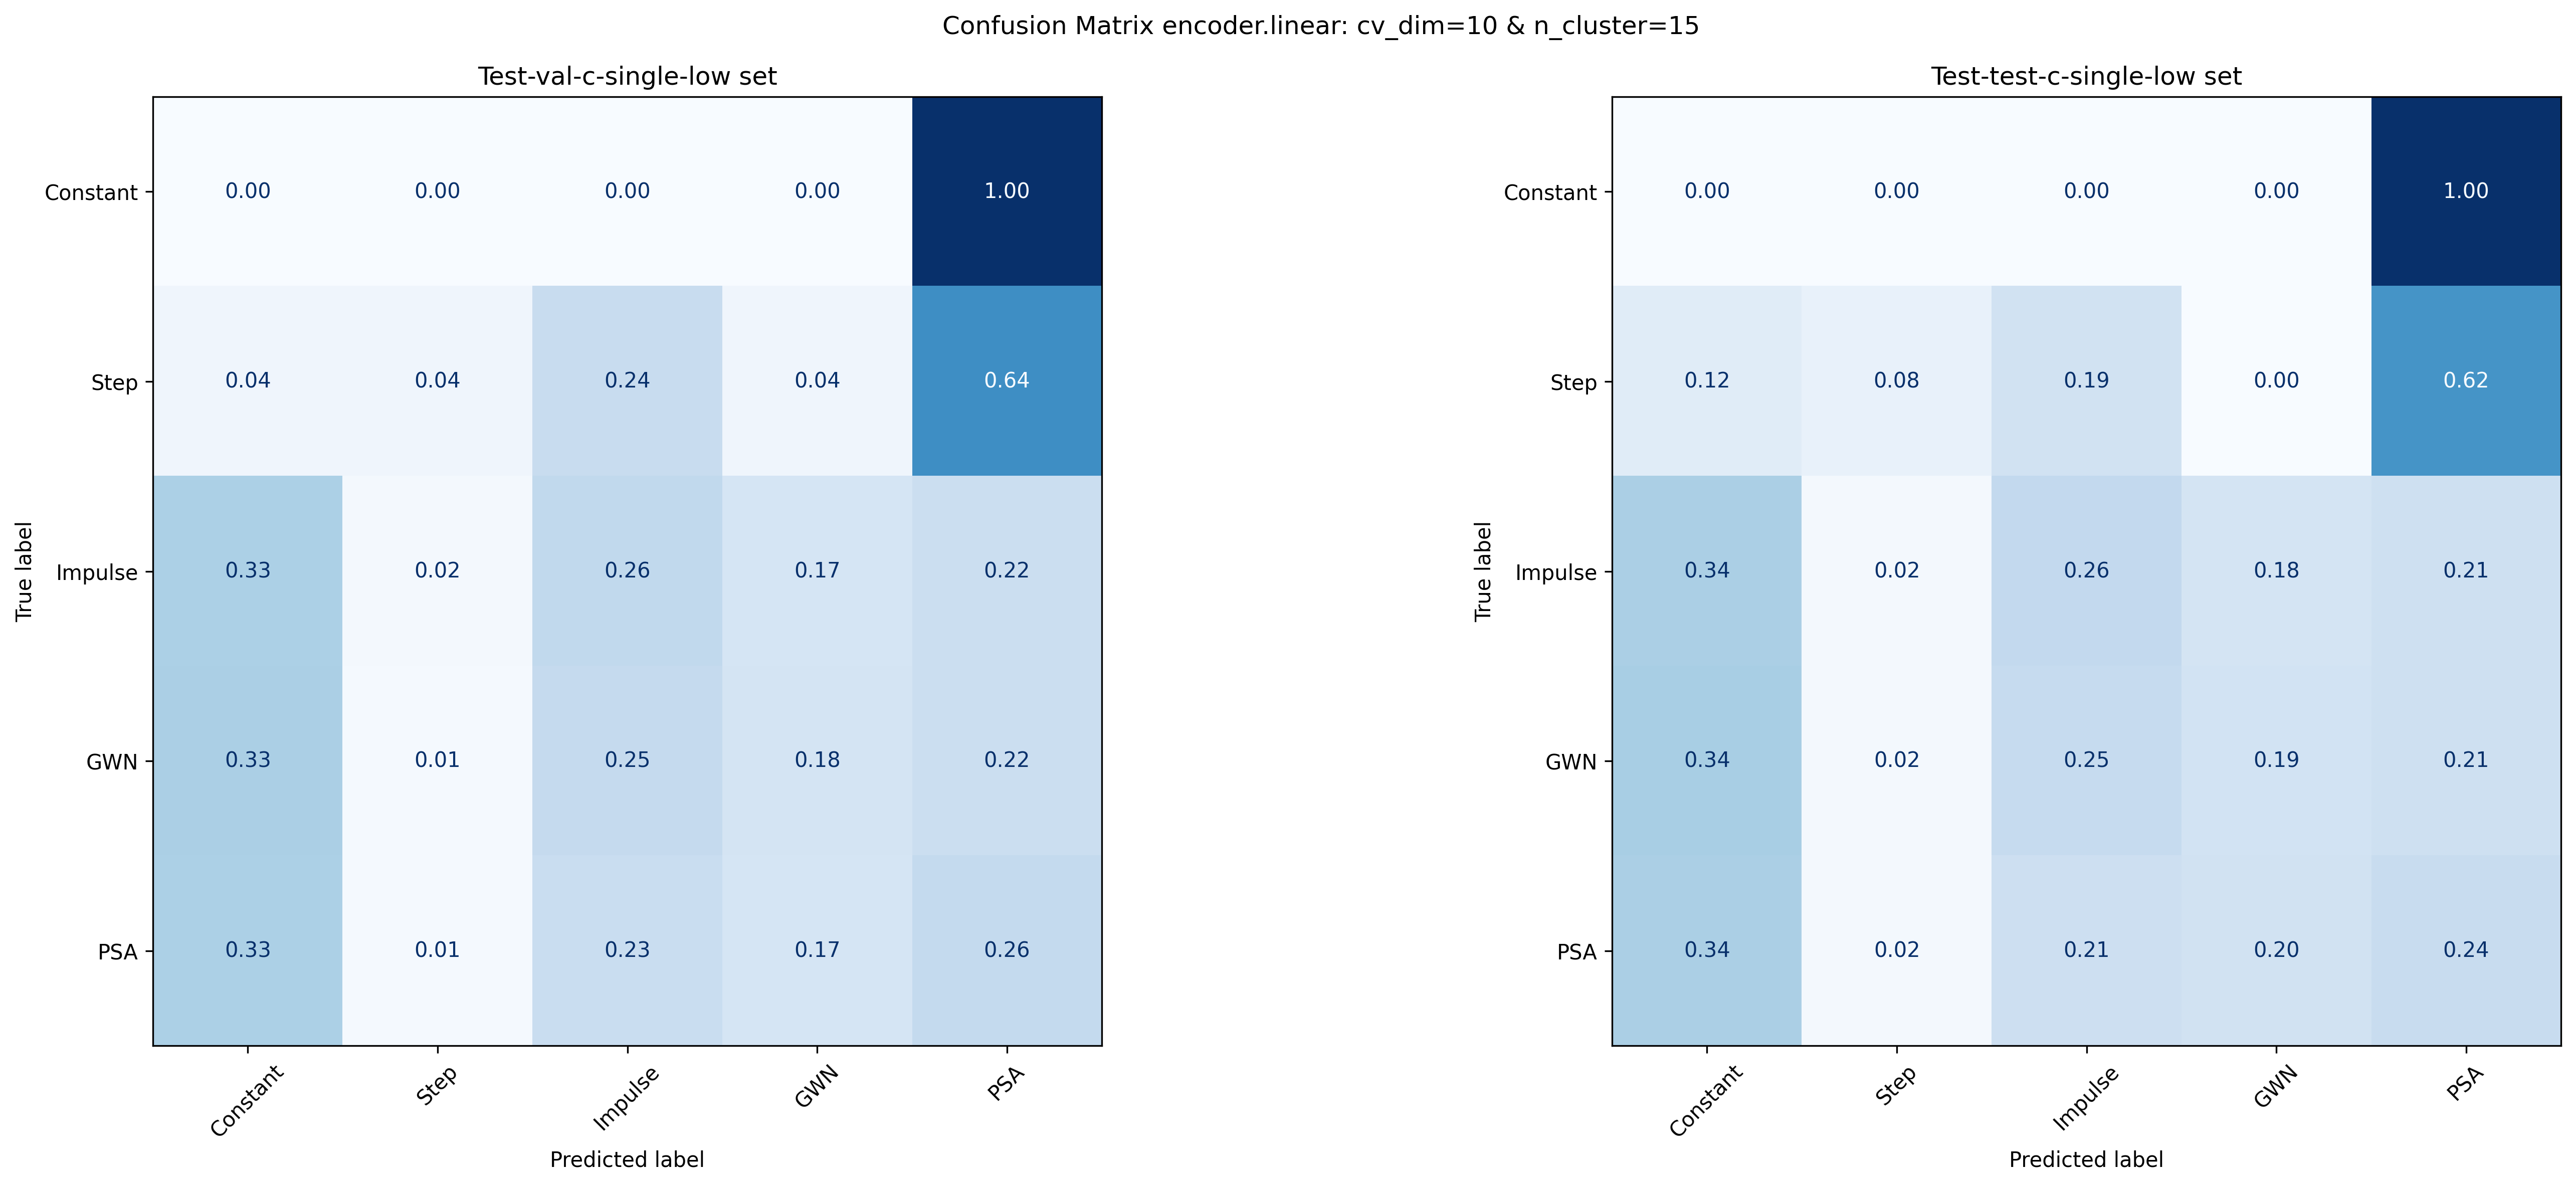 Confusion Matrix encoder.linear: cv_dim=10 & n_cluster=15
Test-val-c-single-low set
True label
Constant 0.00 0.00 0.00 0.00 1.00
Step 0.04 0.04 0.24 0.04 0.64
Impulse 0.33 0.02 0.26 0.17 0.22
GWN 0.33 0.01 0.25 0.18 0.22
PSA 0.33 0.01 0.23 0.17 0.26
Constant Step Impulse GWN PSA
Predicted label
Test-test-c-single-low set
True label
Constant 0.00 0.00 0.00 0.00 1.00
Step 0.12 0.08 0.19 0.00 0.62
Impulse 0.34 0.02 0.26 0.18 0.21
GWN 0.34 0.02 0.25 0.19 0.21
PSA 0.34 0.02 0.21 0.20 0.24
Constant Step Impulse GWN PSA
Predicted label